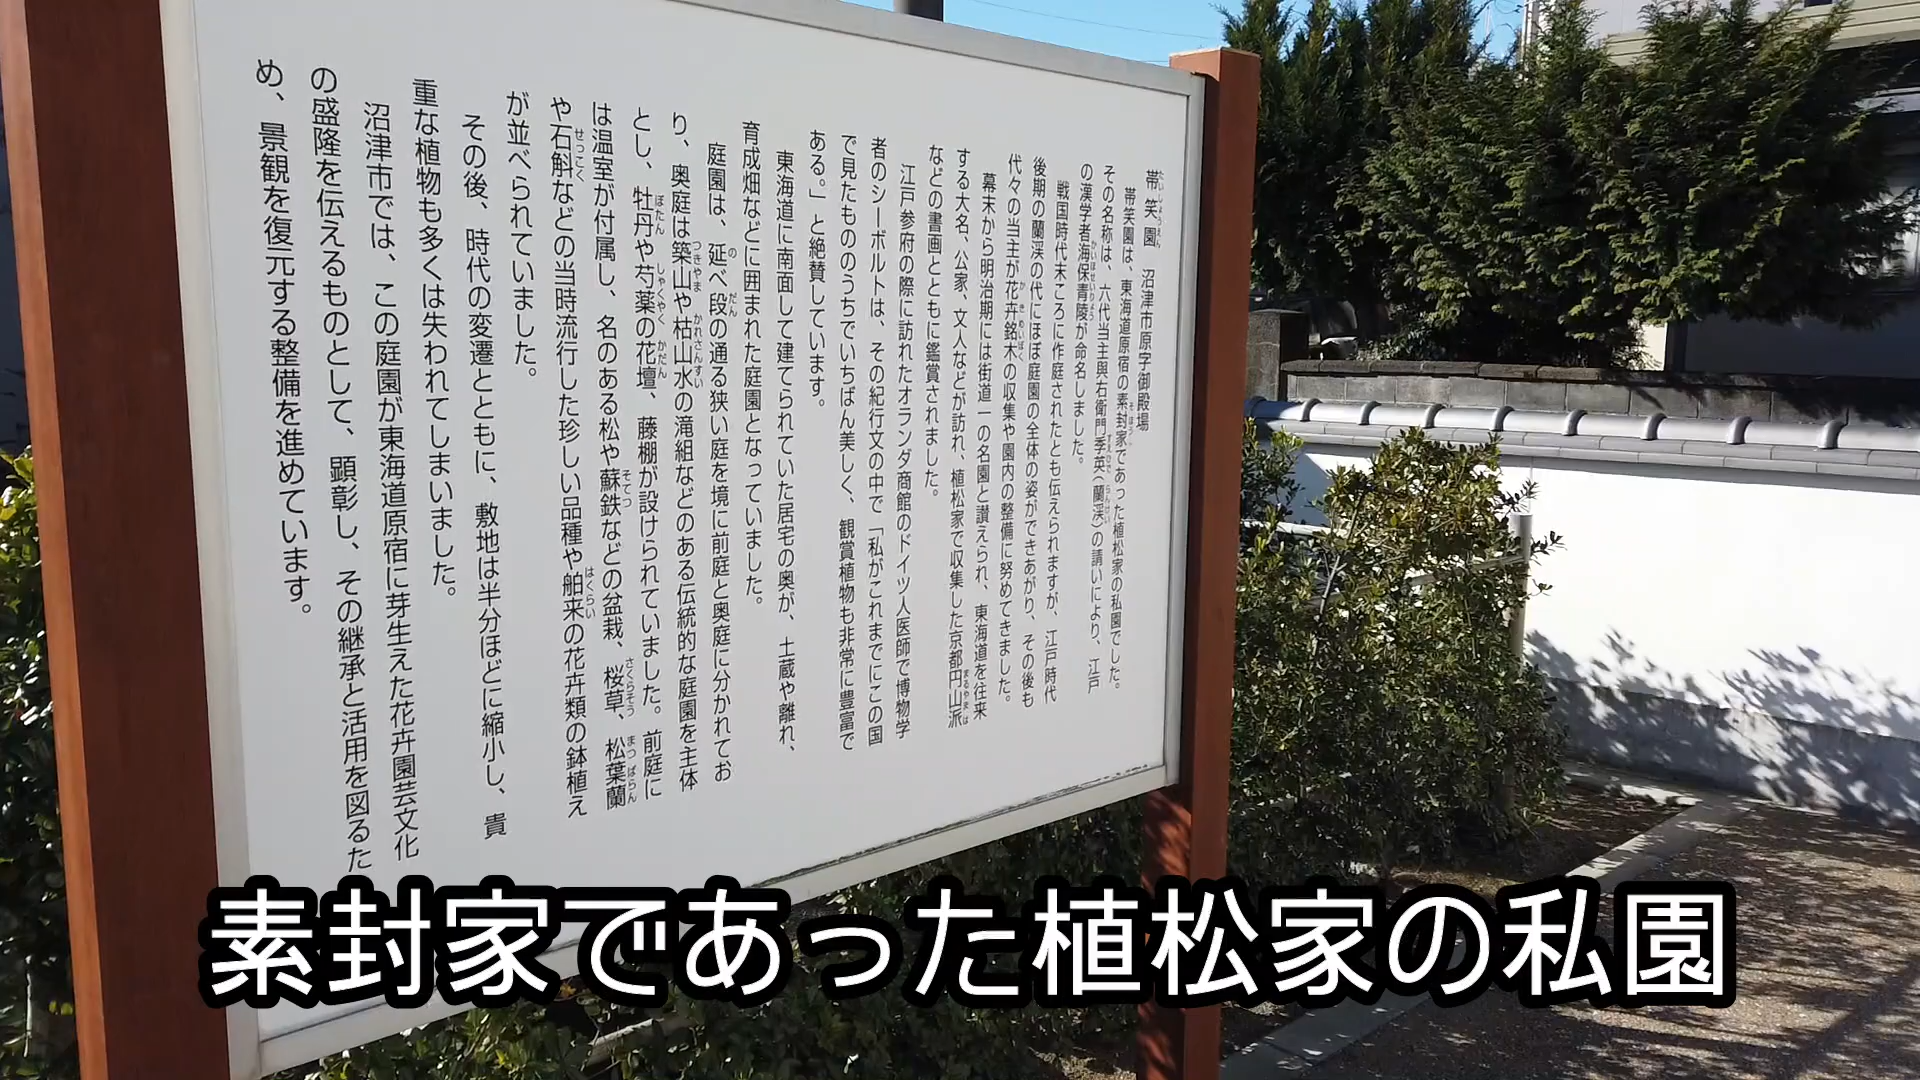 帯笑園　沼津市原字御殿場
帯笑園は、東海道原宿の素封家であった植松家の私園でした。
その名称は、六代当主與右衛門季英(蘭渓)の請いにより、江戸
の漢学者海保青陵が命名しました。
戦国時代末ころに作庭されたとも伝えられますが、江戸時代
後期の蘭渓の代にほぼ庭園の全体の姿ができあがり、その後も
代々の当主が花卉銘木の収集や園内の整備に努めてきました。
幕末から明治期には街道一の名園と讃えられ、東海道を往来
する大名、公家、文人などが訪れ、植松家で収集した京都円山派
などの書画とともに鑑賞されました。
江戸参府の際に訪れたオランダ商館のドイツ人医師で博物学
者のシーボルトは、その紀行文の中で「私がこれまでにこの国
で見たもののうちでいちばん美しく、観賞植物も非常に豊富で
ある。」と絶賛しています。
東海道に南面して建てられていた居宅の奥が、土蔵や離れ、
育成畑などに囲まれた庭園となっていました。
庭園は、延べ段の通る狭い庭を境に前庭と奥庭に分かれてお
り、奥庭は築山や枯山水の滝組などのある伝統的な庭園を主体
とし、牡丹や芍薬の花壇、藤棚が設けられていました。前庭に
は温室が付属し、名のある松や蘇鉄などの盆栽、桜草、松葉蘭
や石斛などの当時流行した珍しい品種や舶来の花卉類の鉢植え
が並べられていました。
その後、時代の変遷とともに、敷地は半分ほどに縮小し、貴
重な植物も多くは失われてしまいました。
沼津市では、この庭園が東海道原宿に芽生えた花卉園芸文化
の盛隆を伝えるものとして、顕彰し、その継承と活用を図るた
め、景観を復元する整備を進めています。
素封家であった植松家の私園